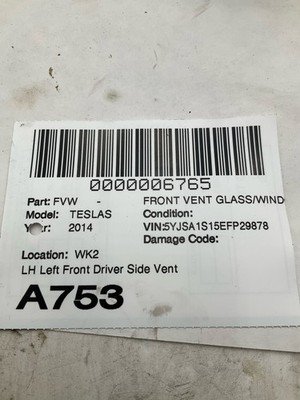 0000006765
Part: FVW - FRONT VENT GLASS/WIND
Model: TESLAS Condition:
Year: 2014 VIN:5YJSA1S15EFP29878
Damage Code:
Location: WK2
LH Left Front Driver Side Vent
A753